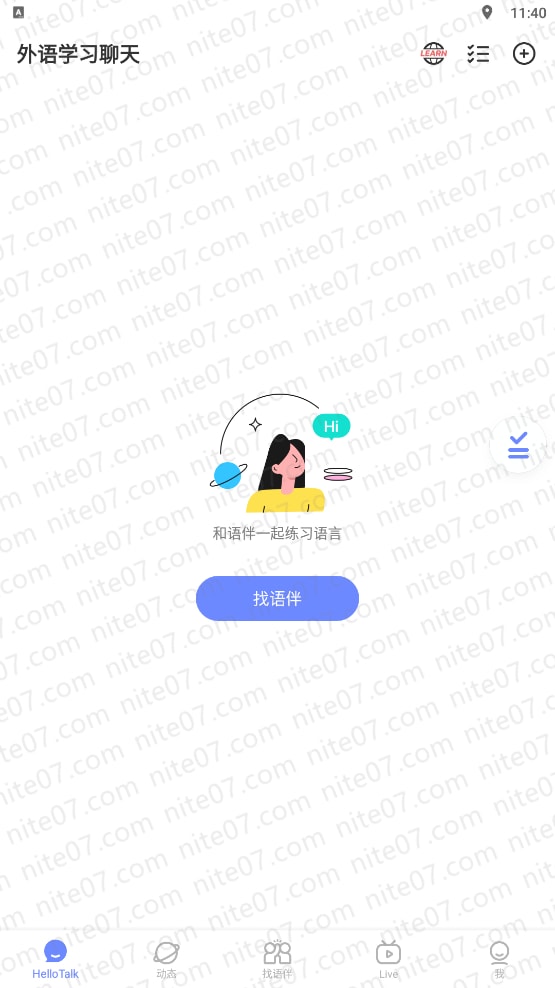 11:40
外语学习聊天
LEARN
Hi
和语伴一起练习语言
找语伴
HelloTalk
动态
找语伴
Live
我
nite07.com